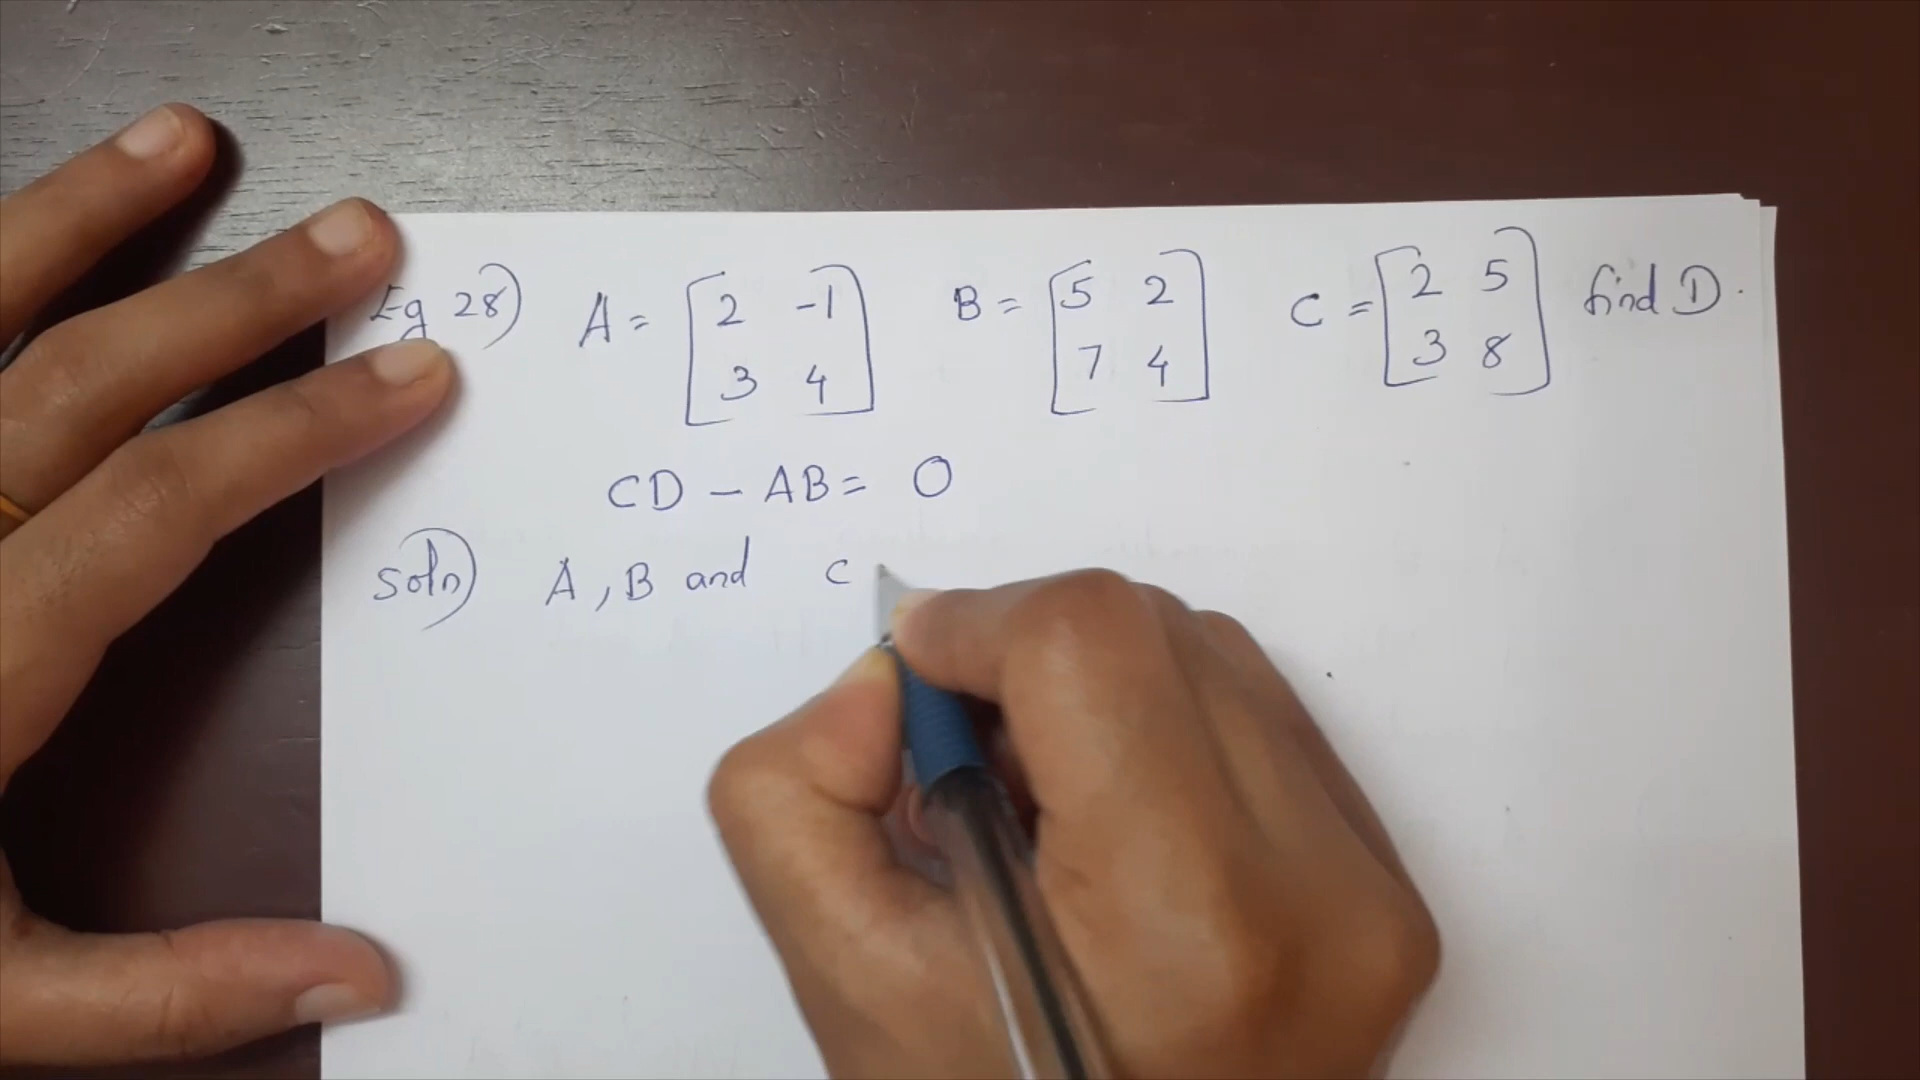 Eg 28) A = [2 -1 3 4] B = [5 2 7 4] C = [2 5 3 8] find D.
CD - AB = O
Soln) A, B and C